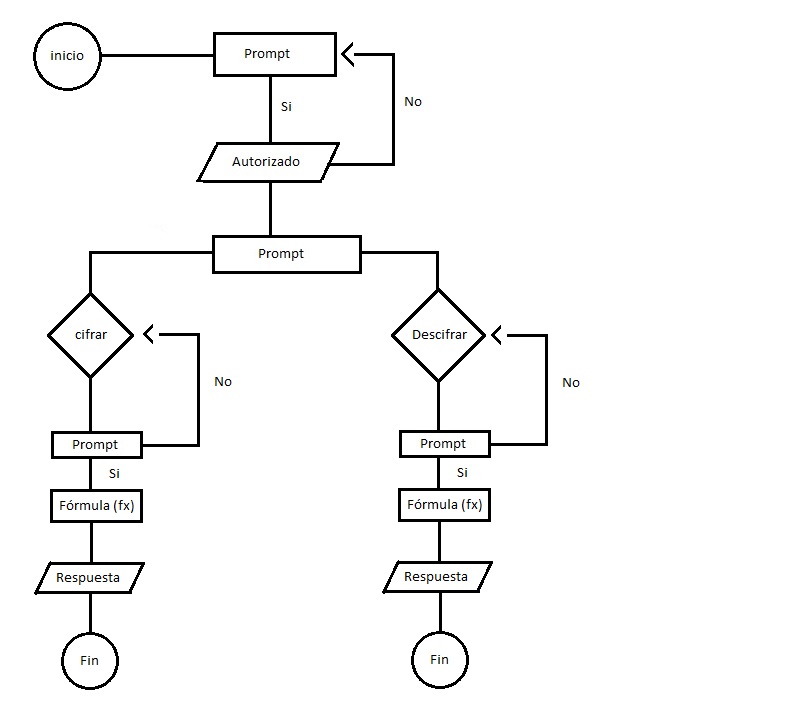 inicio
Prompt
No
Si
Autorizado
Prompt
cifrar
Descifrar
No
No
Prompt
Prompt
Si
Si
Fórmula (fx)
Fórmula (fx)
Respuesta
Respuesta
Fin
Fin